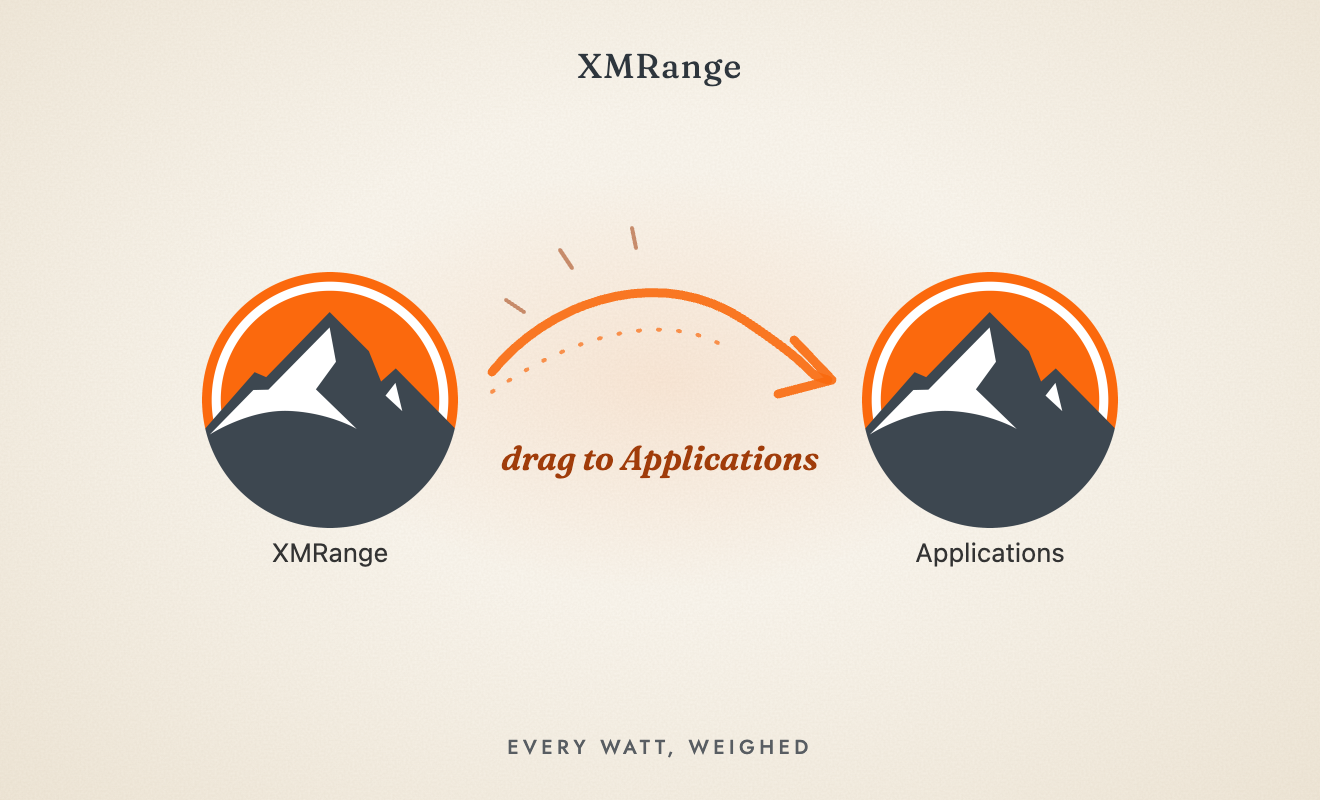 XMRange
drag to Applications
XMRange
Applications
EVERY WATT, WEIGHED